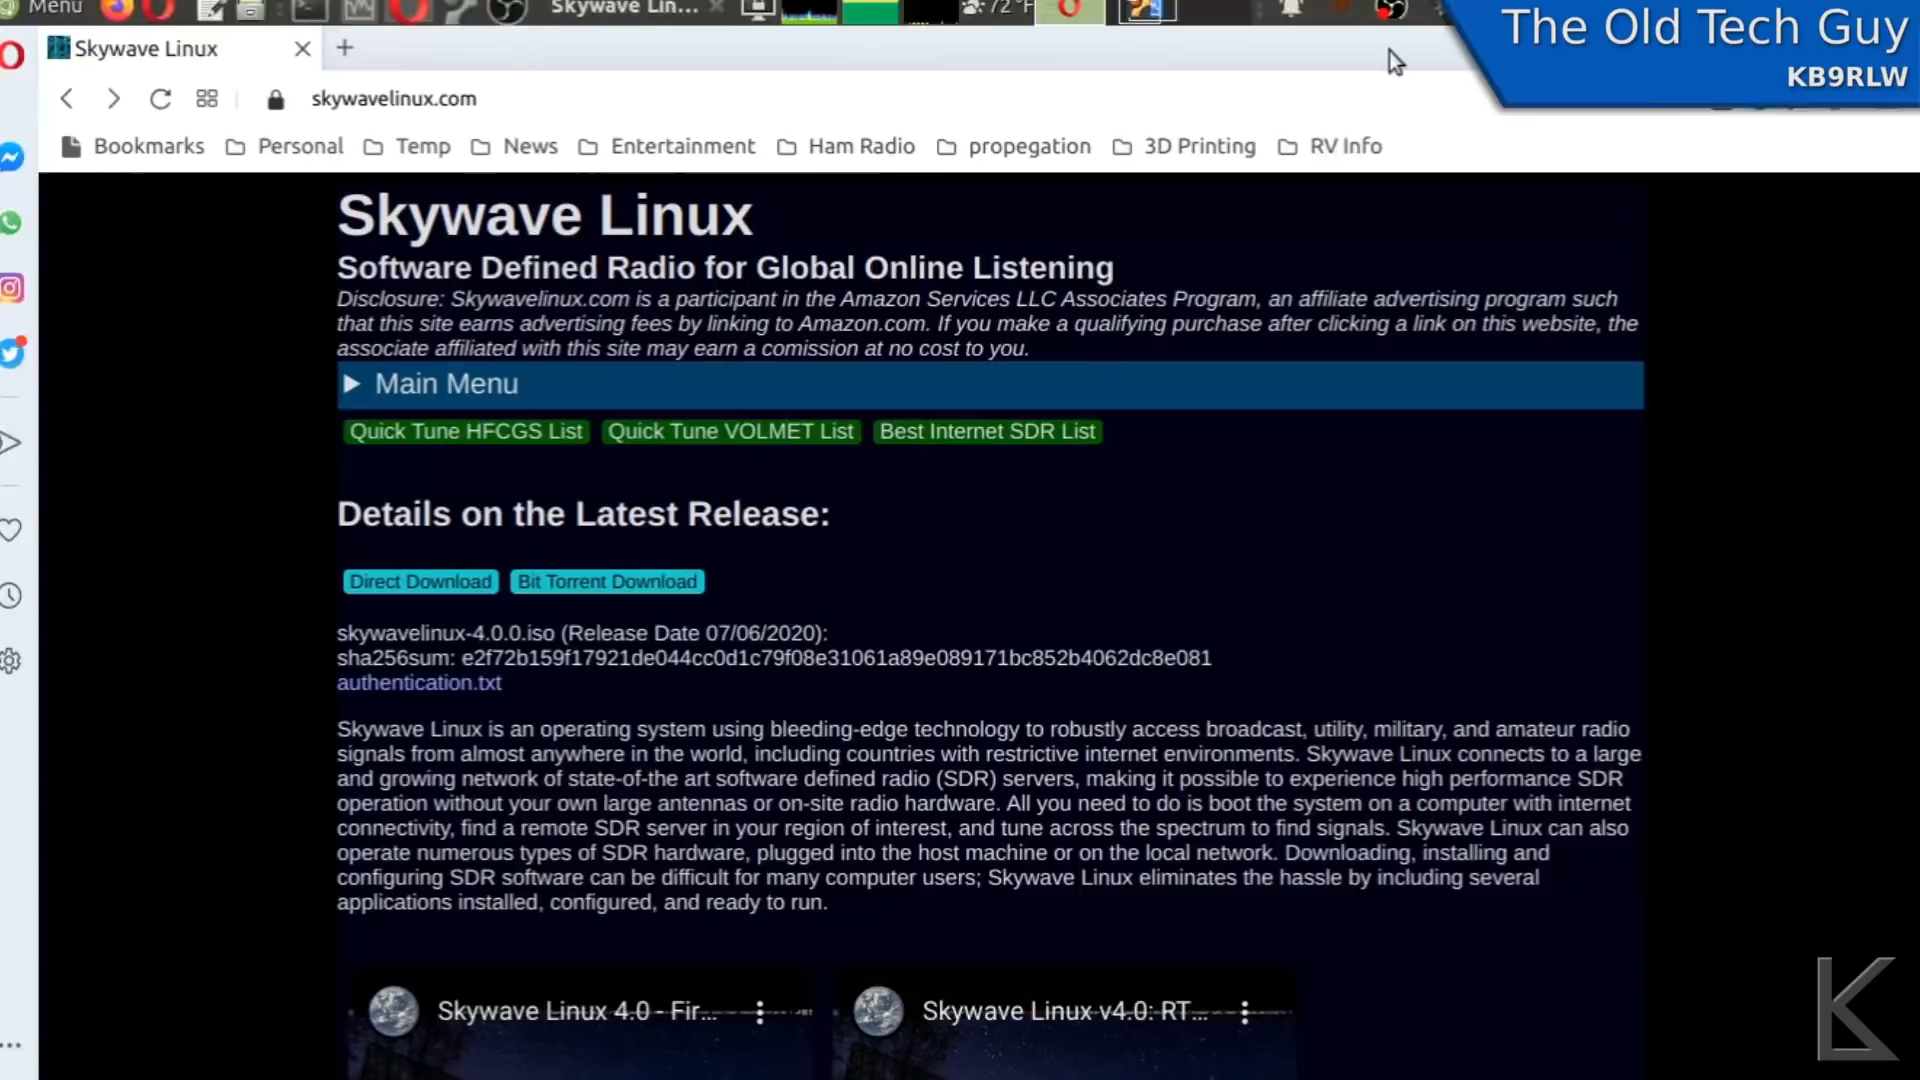 Menu
Skywave Lin...
72 °F
The Old Tech Guy
KB9RLW
Skywave Linux
skywavelinux.com
Bookmarks Personal Temp News Entertainment Ham Radio propegation 3D Printing RV Info
Skywave Linux
Software Defined Radio for Global Online Listening
Disclosure: Skywavelinux.com is a participant in the Amazon Services LLC Associates Program, an affiliate advertising program such
that this site earns advertising fees by linking to Amazon.com. If you make a qualifying purchase after clicking a link on this website, the
associate affiliated with this site may earn a comission at no cost to you.
Main Menu
Quick Tune HFCGS List Quick Tune VOLMET List Best Internet SDR List
Details on the Latest Release:
Direct Download Bit Torrent Download
skywavelinux-4.0.0.iso (Release Date 07/06/2020):
sha256sum: e2f72b159f17921de044cc0d1c79f08e31061a89e089171bc852b4062dc8e081
authentication.txt
Skywave Linux is an operating system using bleeding-edge technology to robustly access broadcast, utility, military, and amateur radio
signals from almost anywhere in the world, including countries with restrictive internet environments. Skywave Linux connects to a large
and growing network of state-of-the art software defined radio (SDR) servers, making it possible to experience high performance SDR
operation without your own large antennas or on-site radio hardware. All you need to do is boot the system on a computer with internet
connectivity, find a remote SDR server in your region of interest, and tune across the spectrum to find signals. Skywave Linux can also
operate numerous types of SDR hardware, plugged into the host machine or on the local network. Downloading, installing and
configuring SDR software can be difficult for many computer users; Skywave Linux eliminates the hassle by including several
applications installed, configured, and ready to run.
Skywave Linux 4.0 - Fir...
Skywave Linux v4.0: RT...
K